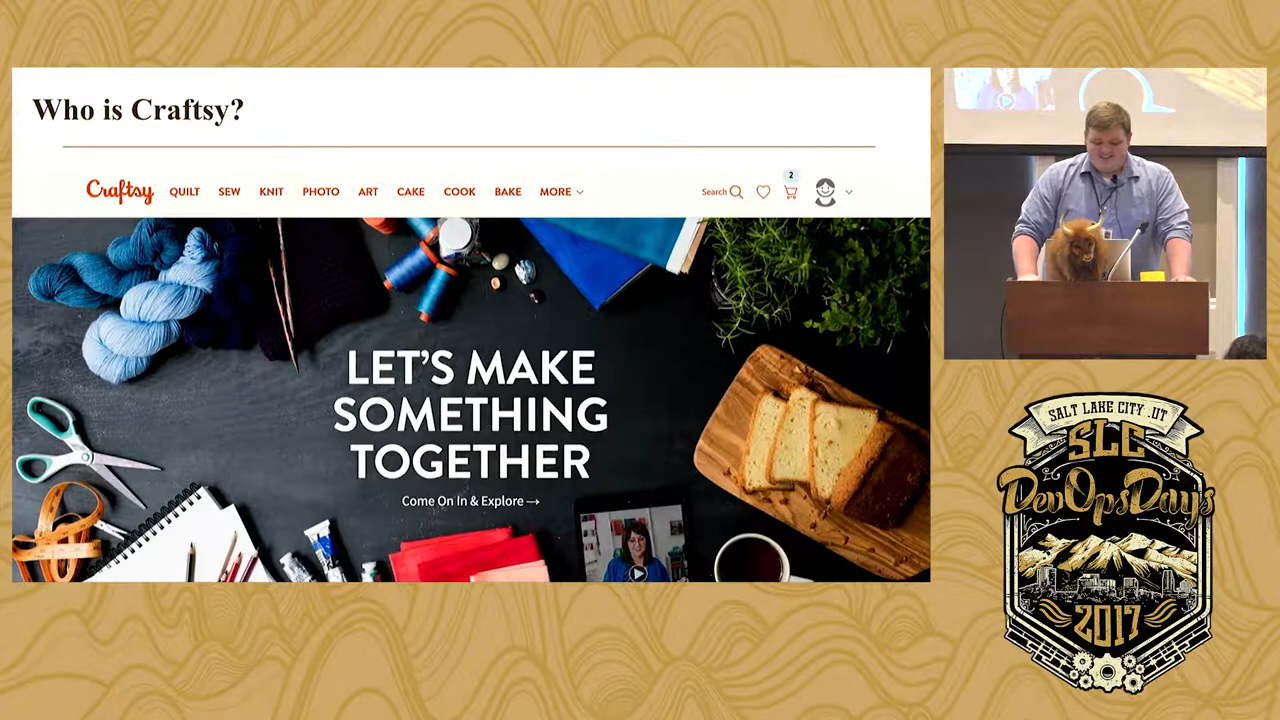 Who is Craftsy?
Craftsy QUILT SEW KNIT PHOTO ART CAKE COOK BAKE MORE Search 2
LET'S MAKE
SOMETHING
TOGETHER
Come On In & Explore →
SALT LAKE CITY .UT
SLC
DevOpsDays
2017